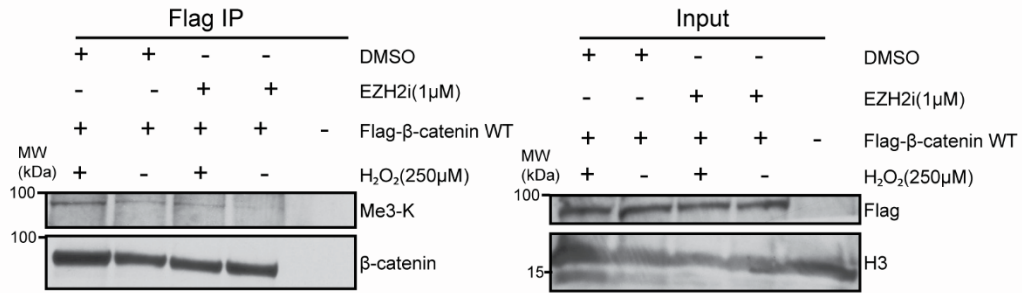 Flag IP
+ + - - DMSO
- - + + EZH2i(1µM)
+ + + + - Flag-β-catenin WT
MW (kDa) + - + - H₂O₂(250µM)
100 Me3-K
100 β-catenin
Input
+ + - - DMSO
- - + + EZH2i(1µM)
+ + + + - Flag-β-catenin WT
MW (kDa) + - + - H₂O₂(250µM)
100 Flag
15 H3